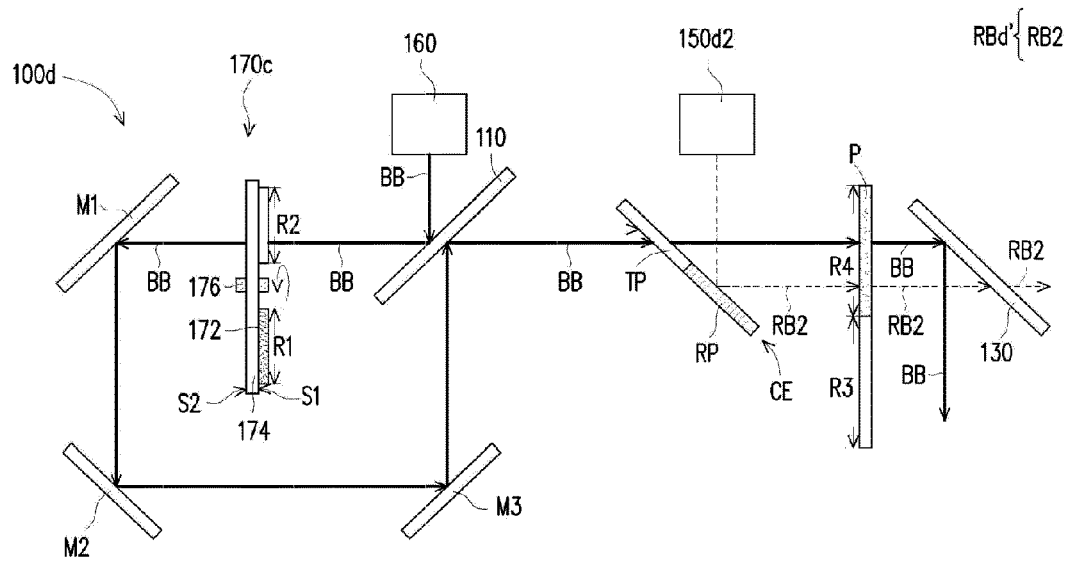 RBd' { RB2
160
150d2
100d
170c
110
P
BB
M1
R2
BB
BB
176
BB
TP
R4
BB
RB2
172
R1
RP
RB2
RB2
130
S2
S1
CE
R3
BB
174
M2
M3